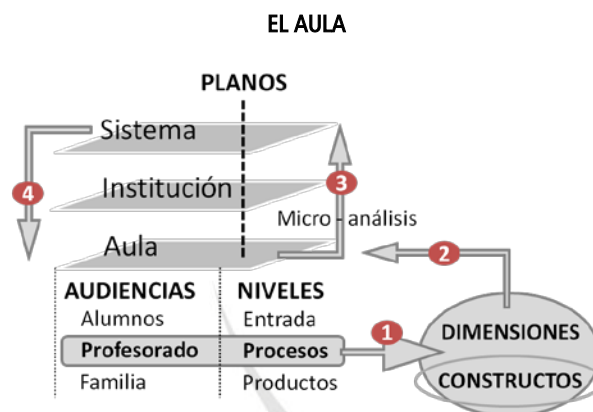 EL AULA
PLANOS
Sistema
4
Institución
3
Micro - análisis
Aula
2
AUDIENCIAS NIVELES
Alumnos Entrada
1
Profesorado Procesos
DIMENSIONES
Familia Productos
CONSTRUCTOS